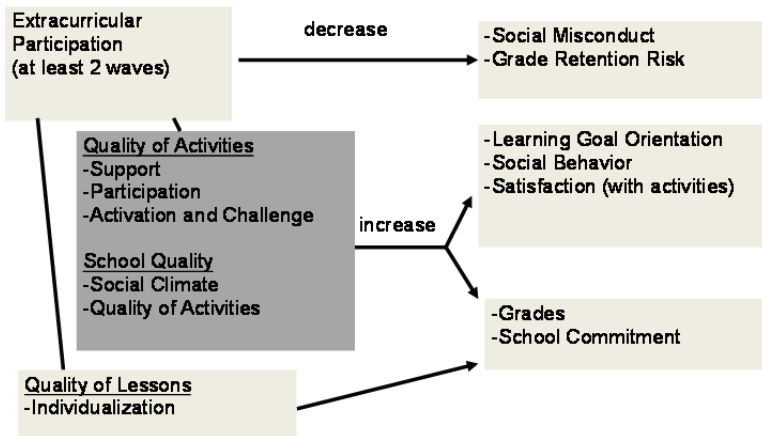 Extracurricular
Participation
(at least 2 waves)
decrease
-Social Misconduct
-Grade Retention Risk
Quality of Activities
-Support
-Participation
-Activation and Challenge
School Quality
-Social Climate
-Quality of Activities
increase
-Learning Goal Orientation
-Social Behavior
-Satisfaction (with activities)
-Grades
-School Commitment
Quality of Lessons
-Individualization